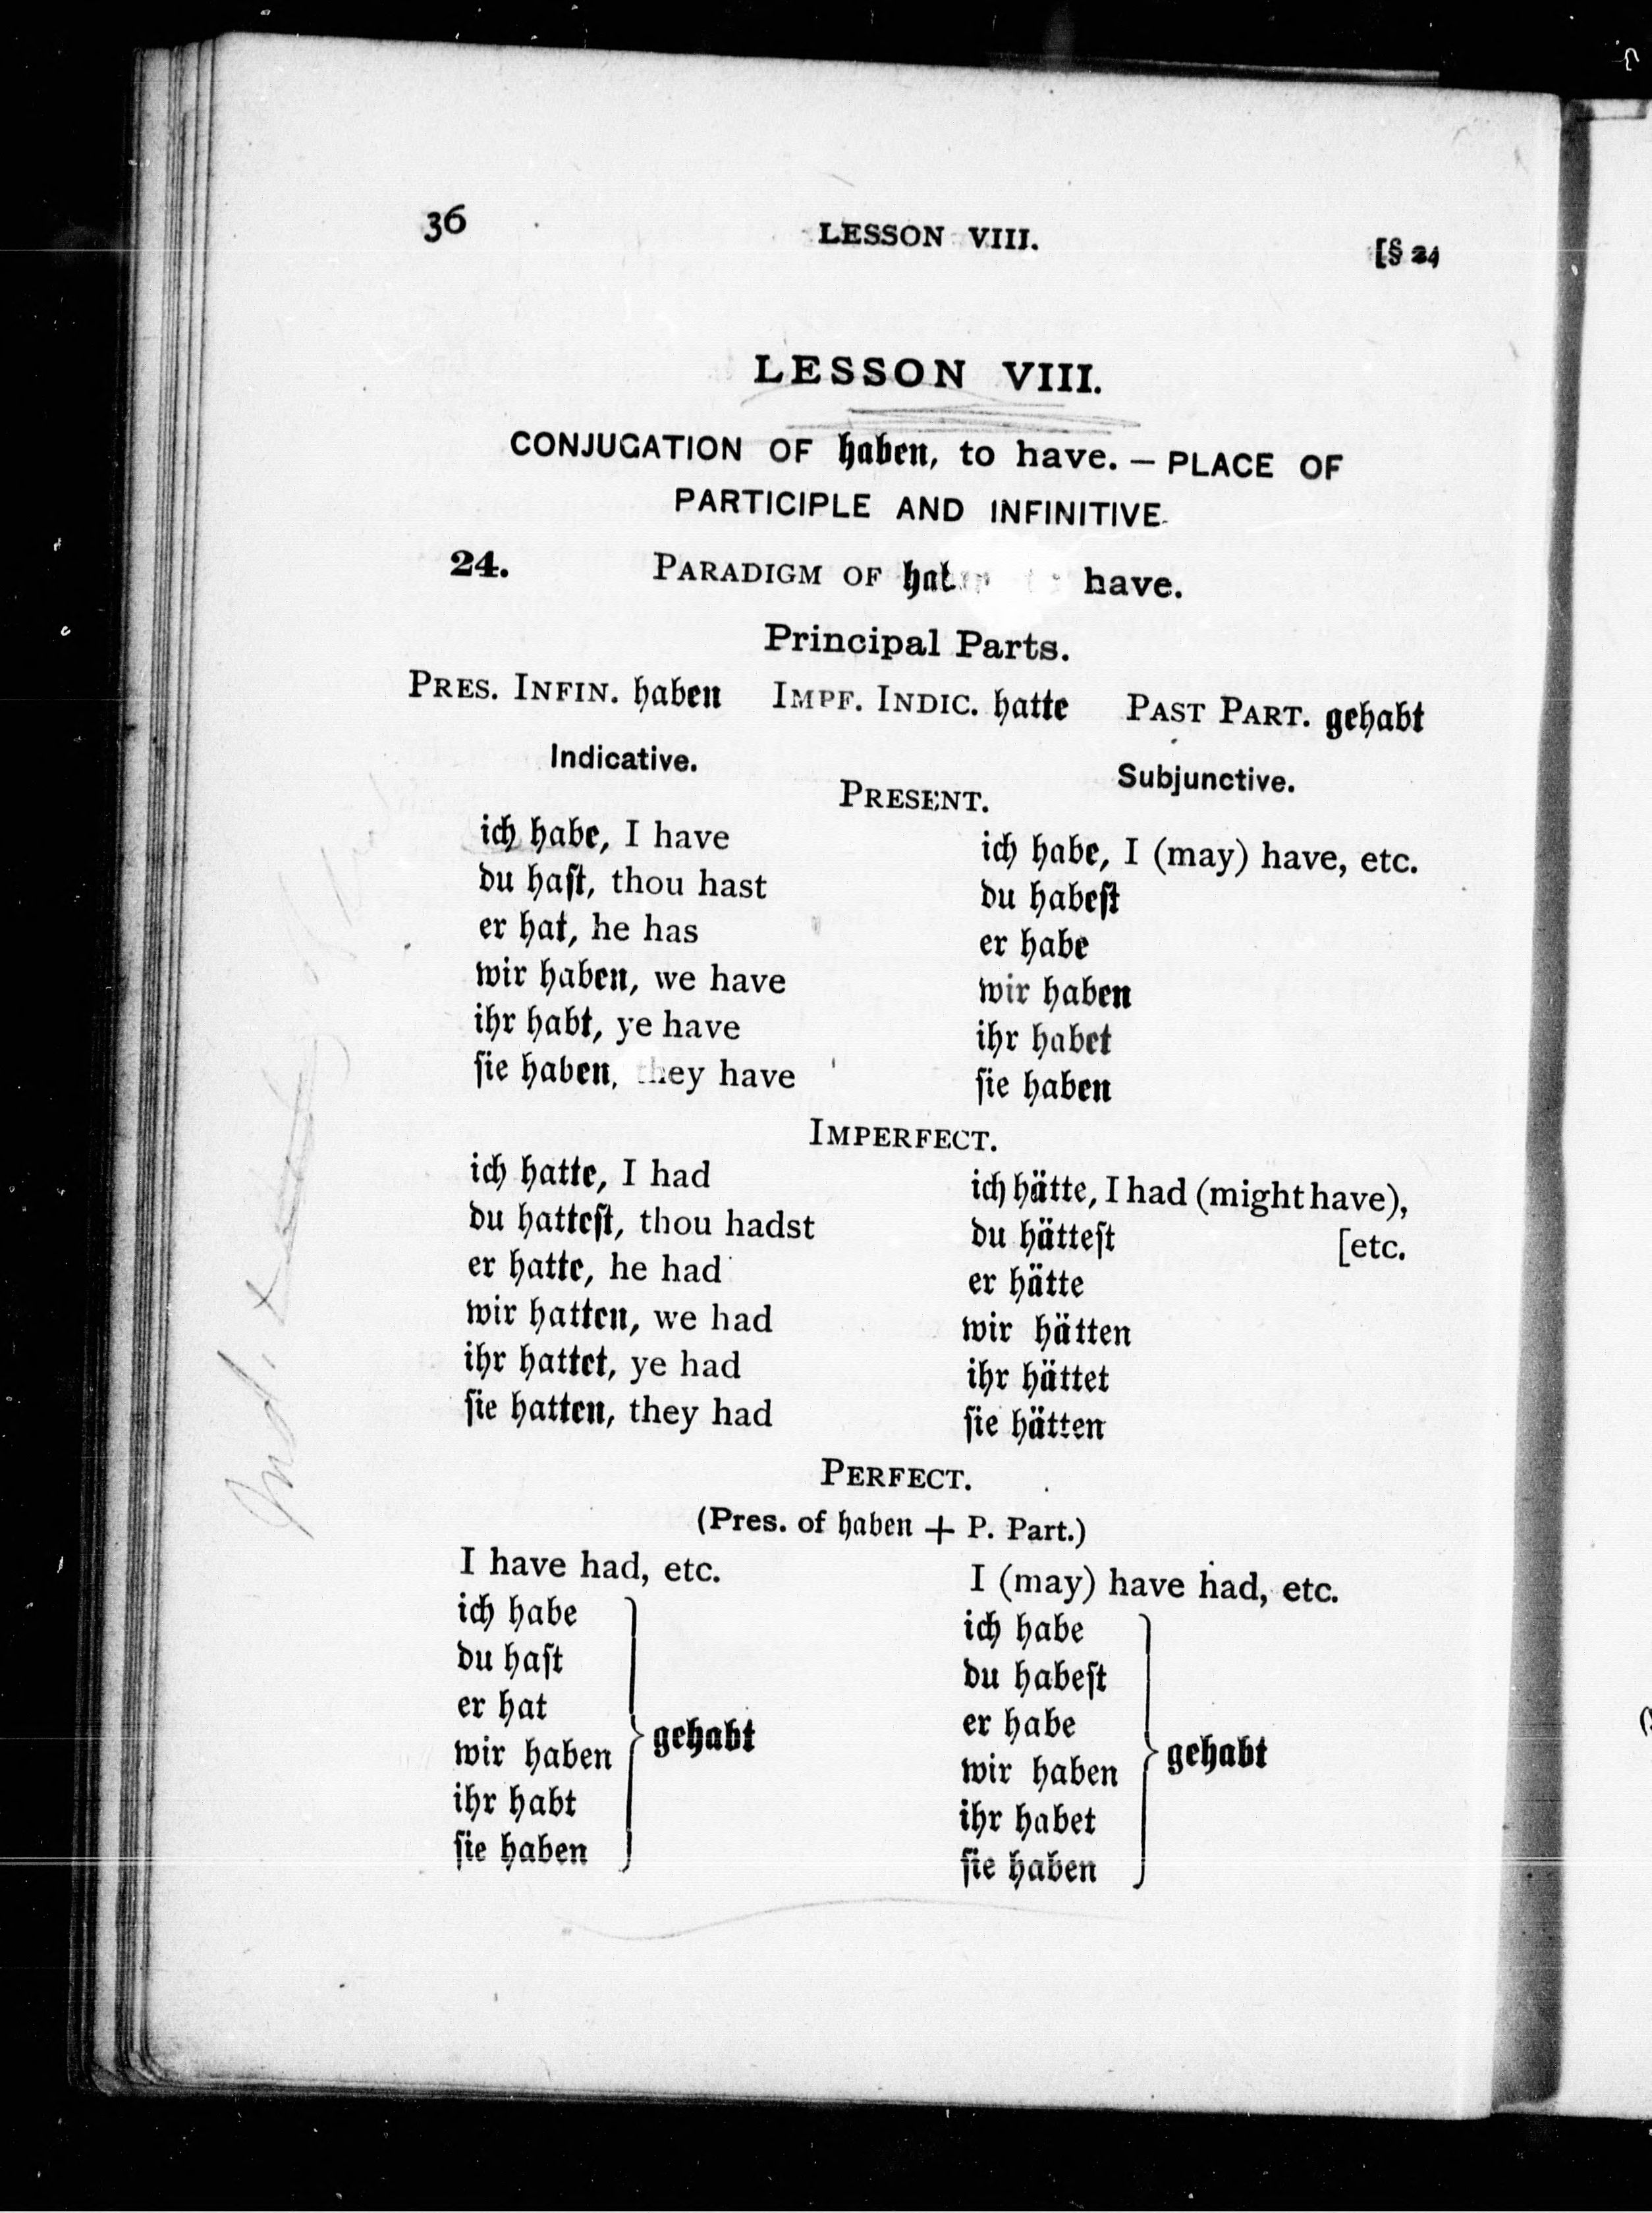 36 LESSON VIII. [§ 24
LESSON VIII.
CONJUGATION OF haben, to have. — PLACE OF
PARTICIPLE AND INFINITIVE
24. PARADIGM OF have.
Principal Parts.
PRES. INFIN. haben IMPF. INDIC. hatte PAST PART. gehabt
Indicative. Subjunctive.
PRESENT.
ich habe, I have ich habe, I (may) have, etc.
du haſt, thou hast du habeſt
er hat, he has er habe
wir haben, we have wir haben
ihr habt, ye have ihr habet
ſie haben, they have ſie haben
IMPERFECT.
ich hatte, I had ich hätte, I had (might have),
du hatteſt, thou hadst du hätteſt [etc.
er hatte, he had er hätte
wir hatten, we had wir hätten
ihr hattet, ye had ihr hättet
ſie hatten, they had ſie hätten
PERFECT.
(Pres. of haben + P. Part.)
I have had, etc. I (may) have had, etc.
ich habe ich habe
du haſt du habeſt
er hat er habe
wir haben gehabt wir haben gehabt
ihr habt ihr habet
ſie haben ſie haben